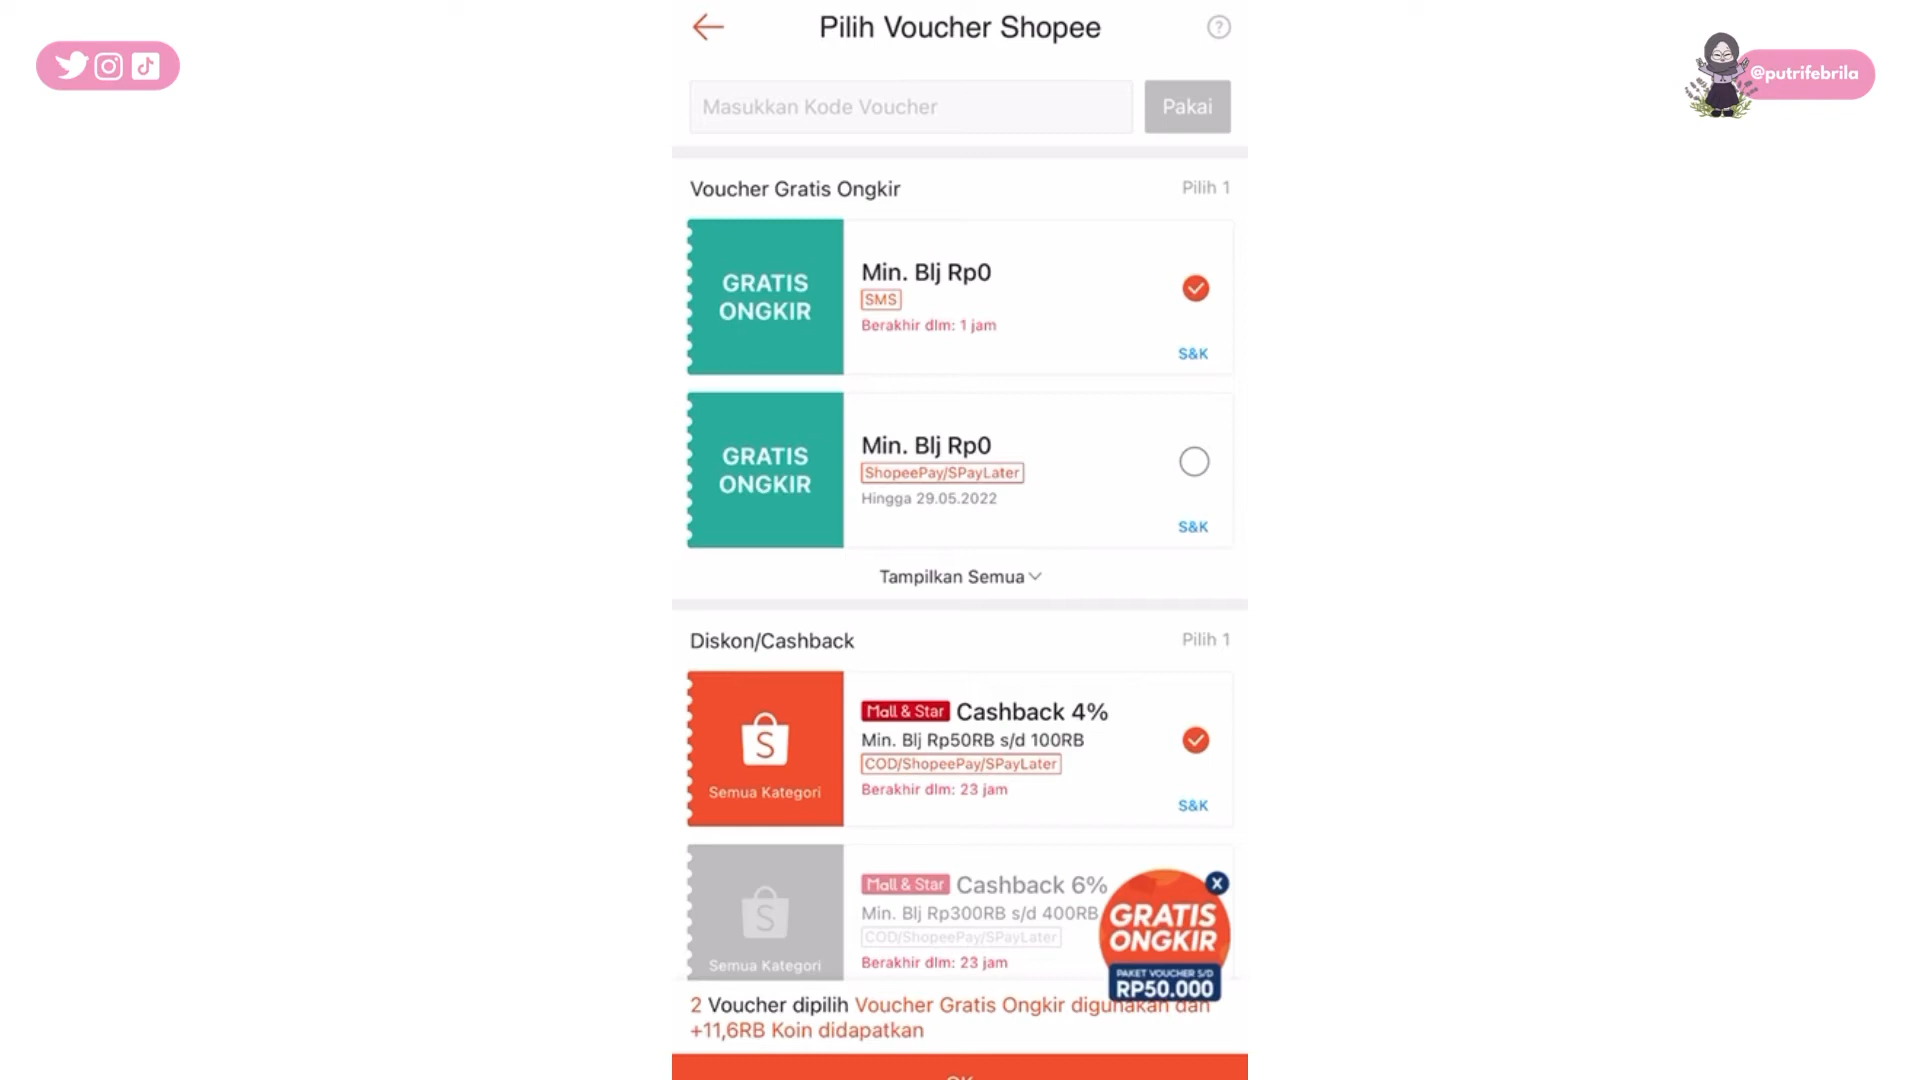 Pilih Voucher Shopee
?
@putrifebrila
Masukkan Kode Voucher
Pakai
Voucher Gratis Ongkir
Pilih 1
GRATIS
ONGKIR
Min. Blj Rp0
SMS
Berakhir dlm: 1 jam
S&K
GRATIS
ONGKIR
Min. Blj Rp0
ShopeePay/SPayLater
Hingga 29.05.2022
S&K
Tampilkan Semua
Diskon/Cashback
Pilih 1
S
Semua Kategori
Mall & Star Cashback 4%
Min. Blj Rp50RB s/d 100RB
COD/ShopeePay/SPayLater
Berakhir dlm: 23 jam
S&K
S
Semua Kategori
Mall & Star Cashback 6%
Min. Blj Rp300RB s/d 400RB
COD/ShopeePay/SPayLater
Berakhir dlm: 23 jam
X
GRATIS
ONGKIR
PAKET VOUCHER S/D
RP50.000
2 Voucher dipilih Voucher Gratis Ongkir digunakan dan
+11,6RB Koin didapatkan